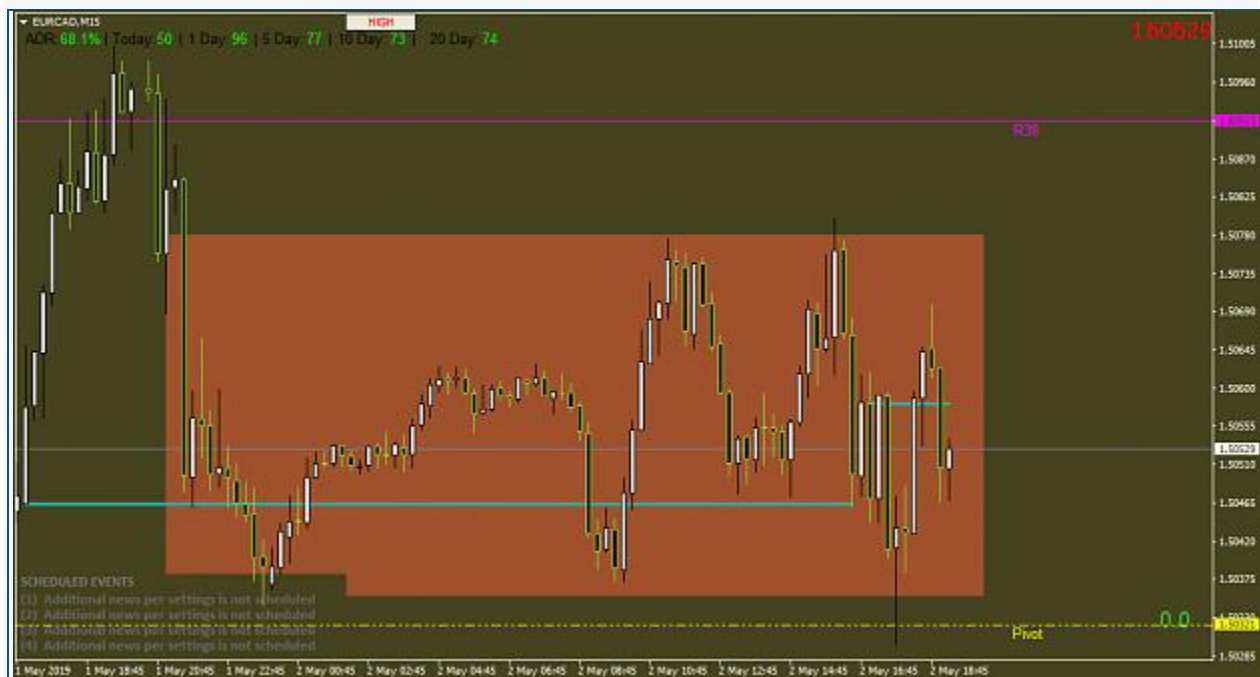 EURCAD,M15
HIGH
ADR: 68.1% | Today: 50 | 1 Day: 96 | 5 Day: 77 | 10 Day: 73 | 20 Day: 74
1.50529
1.51005
1.50960
R38
1.50870
1.50825
1.50780
1.50735
1.50690
1.50645
1.50600
1.50555
1.50529
1.50510
1.50465
1.50420
1.50375
SCHEDULED EVENTS
(1) Additional news per settings is not scheduled
(2) Additional news per settings is not scheduled
(3) Additional news per settings is not scheduled
(4) Additional news per settings is not scheduled
0.0
1.50321
Pivot
1.50285
1 May 2019 1 May 18:45 1 May 20:45 1 May 22:45 2 May 00:45 2 May 02:45 2 May 04:45 2 May 06:45 2 May 08:45 2 May 10:45 2 May 12:45 2 May 14:45 2 May 16:45 2 May 18:45